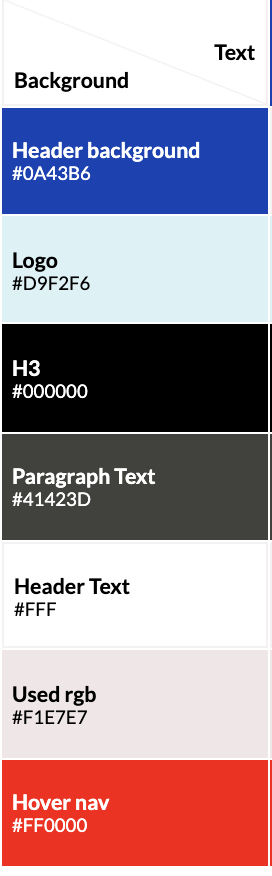 Text
Background
Header background
#0A43B6
Logo
#D9F2F6
H3
#000000
Paragraph Text
#41423D
Header Text
#FFF
Used rgb
#F1E7E7
Hover nav
#FF0000